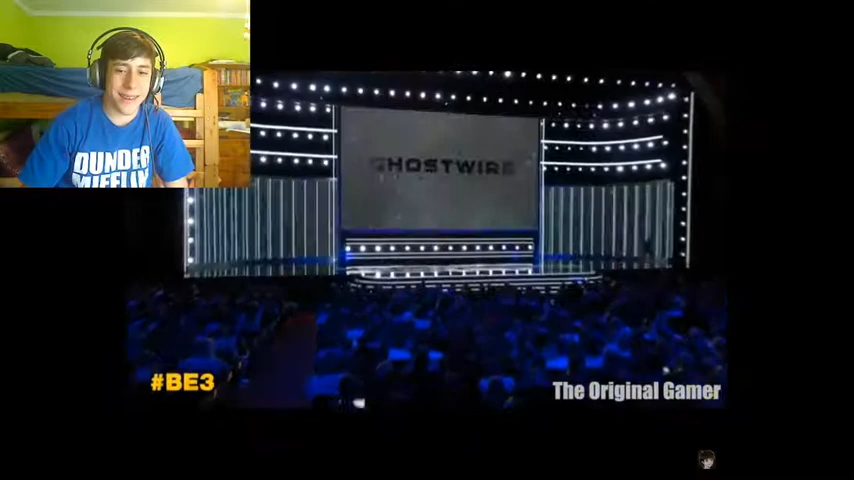 DUNDER
MIFFLIN
GHOSTWIRE
#BE3
The Original Gamer